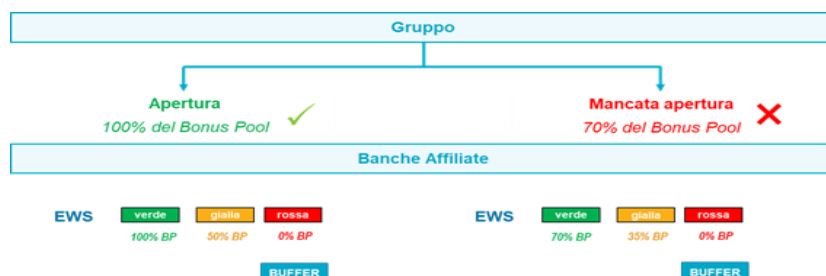 Gruppo
Apertura
100% del Bonus Pool
Mancata apertura
70% del Bonus Pool
Banche Affiliate
EWS verde gialla rossa
100% BP 50% BP 0% BP
BUFFER
EWS verde gialla rossa
70% BP 35% BP 0% BP
BUFFER